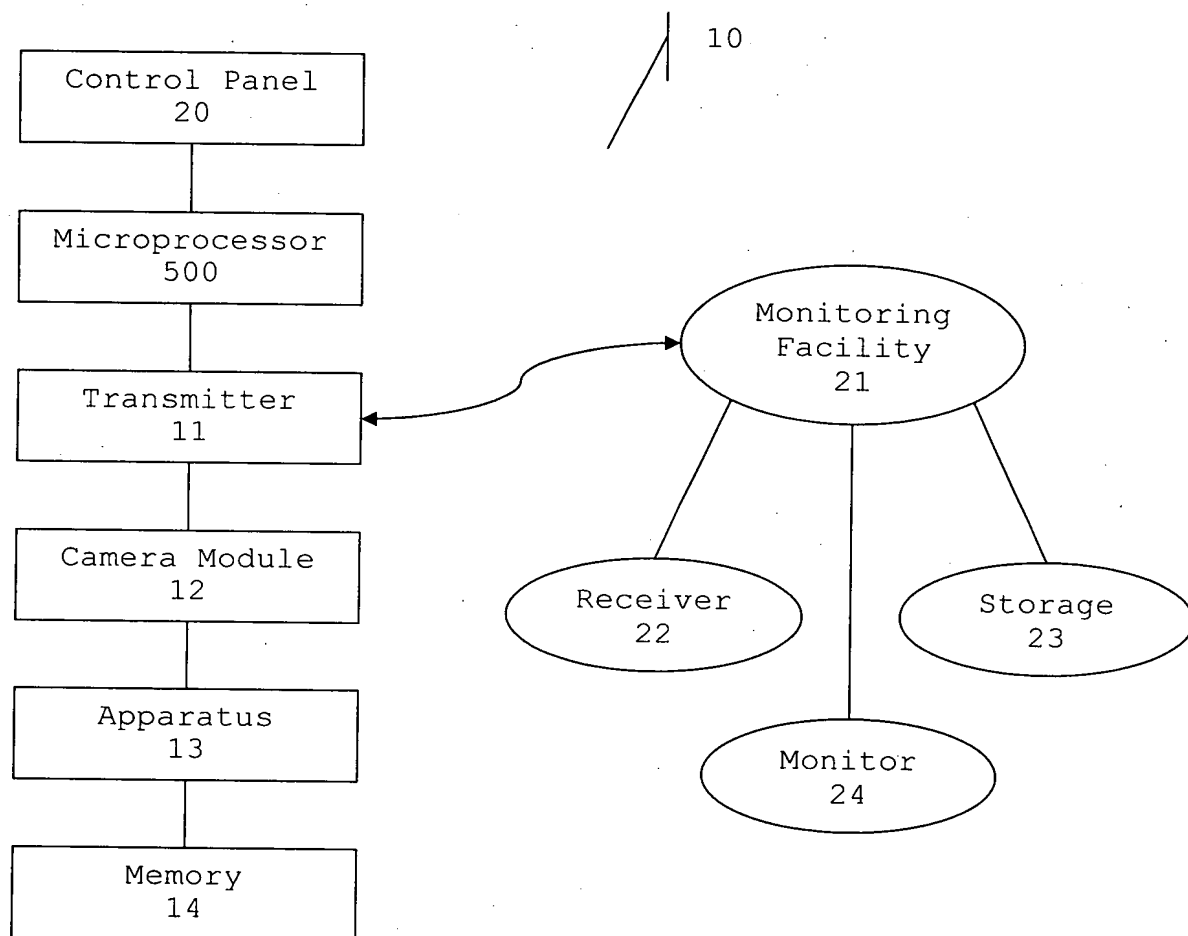 10
Control Panel
20
Microprocessor
500
Transmitter
11
Camera Module
12
Apparatus
13
Memory
14
Monitoring
Facility
21
Receiver
22
Storage
23
Monitor
24